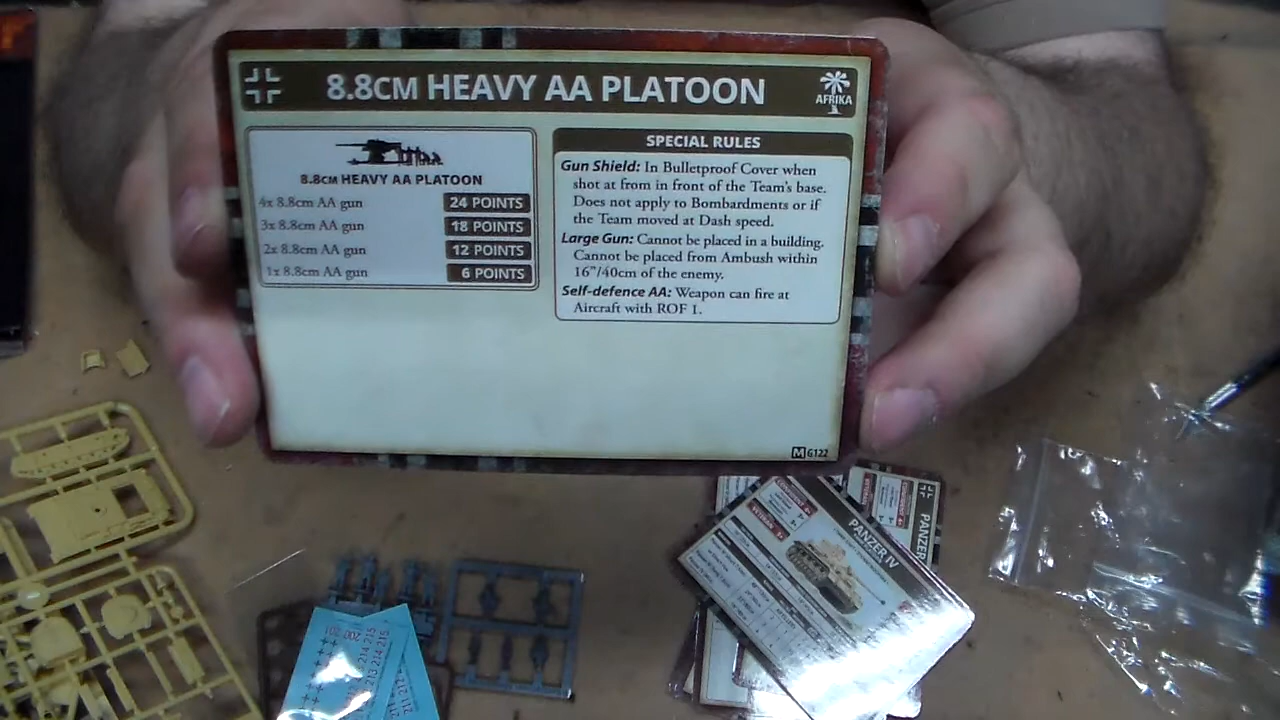 8.8CM HEAVY AA PLATOON
AFRIKA
8.8CM HEAVY AA PLATOON
4x 8.8cm AA gun 24 POINTS
3x 8.8cm AA gun 18 POINTS
2x 8.8cm AA gun 12 POINTS
1x 8.8cm AA gun 6 POINTS
SPECIAL RULES
Gun Shield: In Bulletproof Cover when
shot at from in front of the Team's base.
Does not apply to Bombardments or if
the Team moved at Dash speed.
Large Gun: Cannot be placed in a building.
Cannot be placed from Ambush within
16"/40cm of the enemy.
Self-defence AA: Weapon can fire at
Aircraft with ROF 1.
M G122
PANZER IV
PANZER